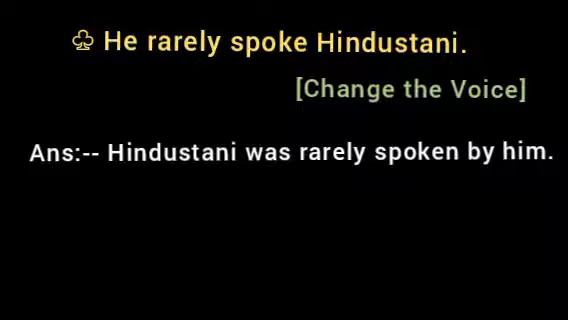 ♧ He rarely spoke Hindustani.
[Change the Voice]
Ans:-- Hindustani was rarely spoken by him.